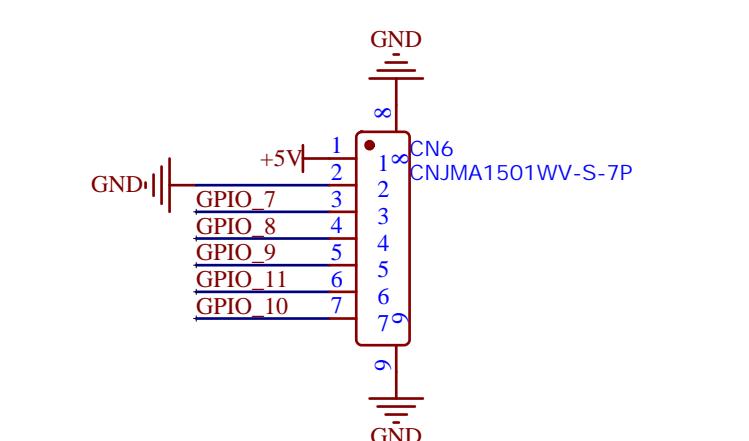 GND
8
1
CN6
+5V
1
8
CNJMA1501WV-S-7P
2
GND
2
GPIO_7
3
3
GPIO_8
4
4
GPIO_9
5
5
GPIO_11
6
6
GPIO_10
7
7
9
9
GND